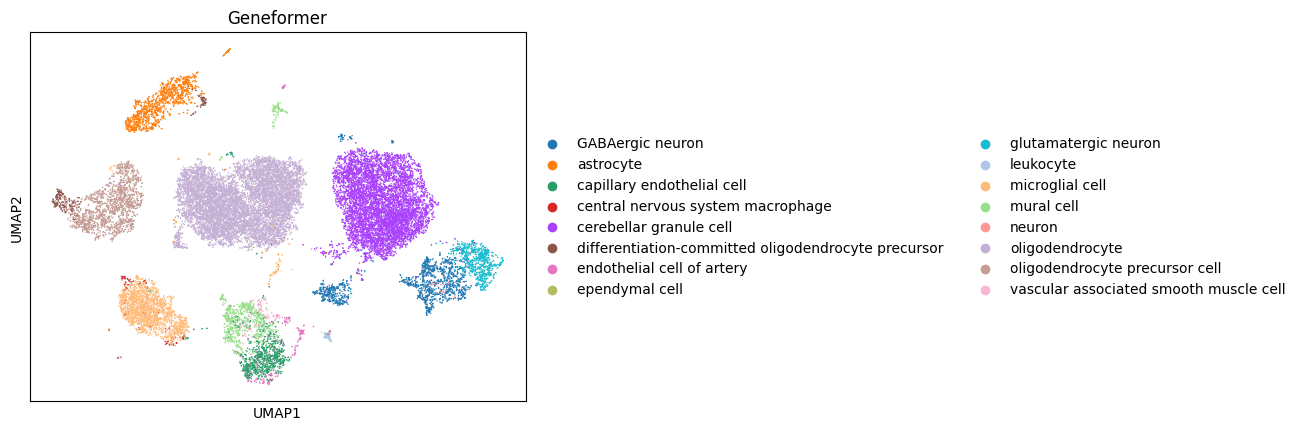 Geneformer
UMAP2
UMAP1
GABAergic neuron
astrocyte
capillary endothelial cell
central nervous system macrophage
cerebellar granule cell
differentiation-committed oligodendrocyte precursor
endothelial cell of artery
ependymal cell
glutamatergic neuron
leukocyte
microglial cell
mural cell
neuron
oligodendrocyte
oligodendrocyte precursor cell
vascular associated smooth muscle cell